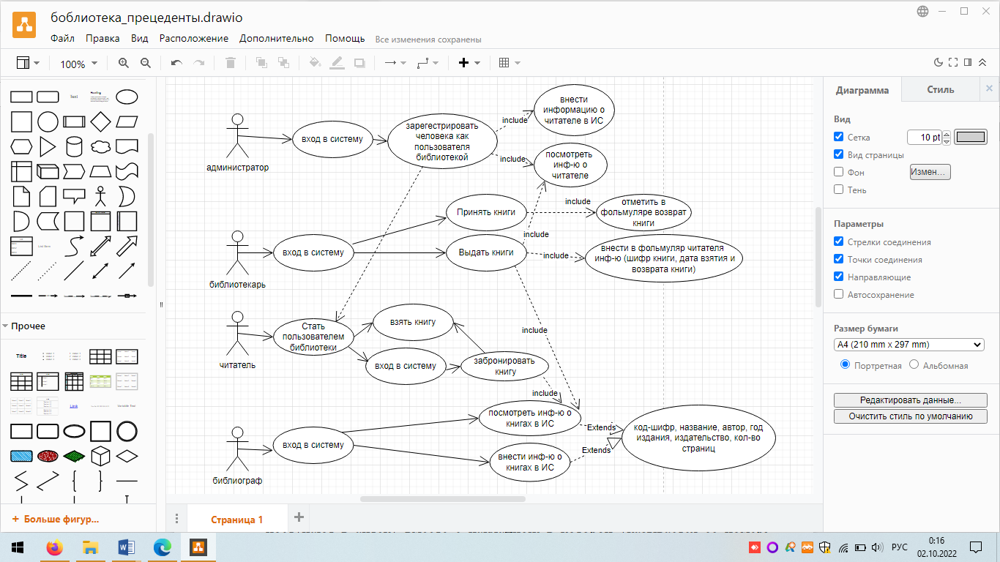 боблиотека_прецеденты.drawio
Файл Правка Вид Расположение Дополнительно Помощь Все изменения сохранены
100%
Text
Heading
Прочее
Title
Link
Variable Text
+ Больше фигур...
администратор
вход в систему
зарегестрировать
человека как
пользователя
библиотекой
include
внести
информацию о
читателе в ИС
include
посмотреть
инф-ю о
читателе
библиотекарь
вход в систему
Принять книги
include
отметить в
фольмуляре возврат
книги
Выдать книги
include
include
внести в фольмуляр читателя
инф-ю (шифр книги, дата взятия и
возврата книги)
читатель
Стать
пользователем
библиотеки
взять книгу
вход в систему
забронировать
книгу
include
include
библиограф
вход в систему
посмотреть инф-ю о
книгах в ИС
внести инф-ю о
книгах в ИС
Extends
Extends
код-шифр, название, автор, год
издания, издательство, кол-во
страниц
Диаграмма Стиль
Вид
Сетка 10 pt
Вид страницы
Фон Измен...
Тень
Параметры
Стрелки соединения
Точки соединения
Направляющие
Автосохранение
Размер бумаги
A4 (210 mm x 297 mm)
Портретная Альбомная
Редактировать данные...
Очистить стиль по умолчанию
Страница 1
РУС
0:16
02.10.2022